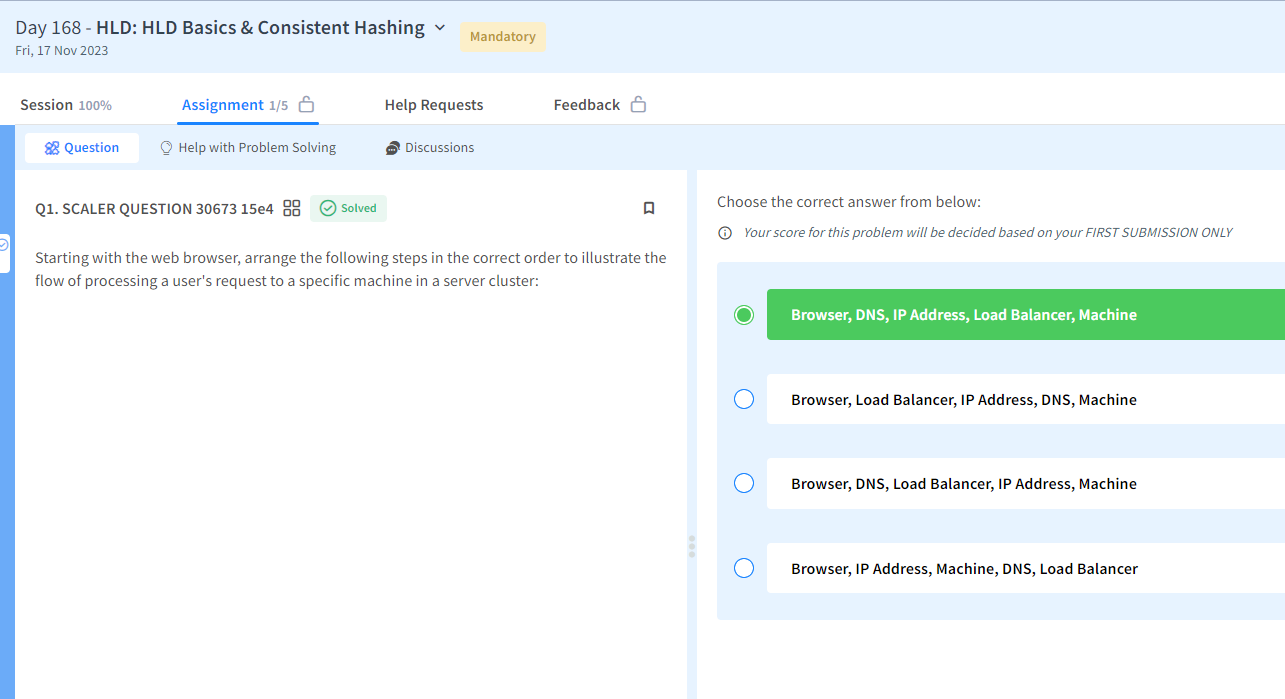 Day 168 - HLD: HLD Basics & Consistent Hashing
Mandatory
Fri, 17 Nov 2023
Session 100%
Assignment 1/5
Help Requests
Feedback
Question
Help with Problem Solving
Discussions
Q1. SCALER QUESTION 30673 15e4
Solved
Starting with the web browser, arrange the following steps in the correct order to illustrate the
flow of processing a user's request to a specific machine in a server cluster:
Choose the correct answer from below:
Your score for this problem will be decided based on your FIRST SUBMISSION ONLY
Browser, DNS, IP Address, Load Balancer, Machine
Browser, Load Balancer, IP Address, DNS, Machine
Browser, DNS, Load Balancer, IP Address, Machine
Browser, IP Address, Machine, DNS, Load Balancer